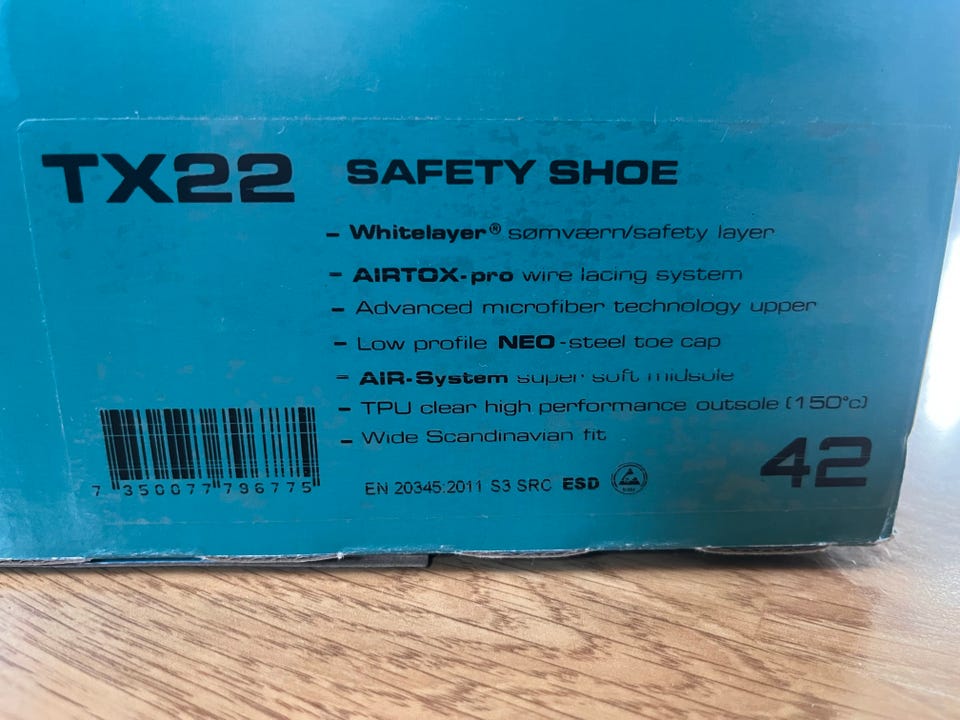 TX22 SAFETY SHOE
– Whitelayer® sømværn/safety layer
– AIRTOX-pro wire lacing system
– Advanced microfiber technology upper
– Low profile NEO-steel toe cap
– AIR-System super soft midsole
– TPU clear high performance outsole (150°c)
– Wide Scandinavian fit
42
7 350077 796775
EN 20345:2011 S3 SRC ESD